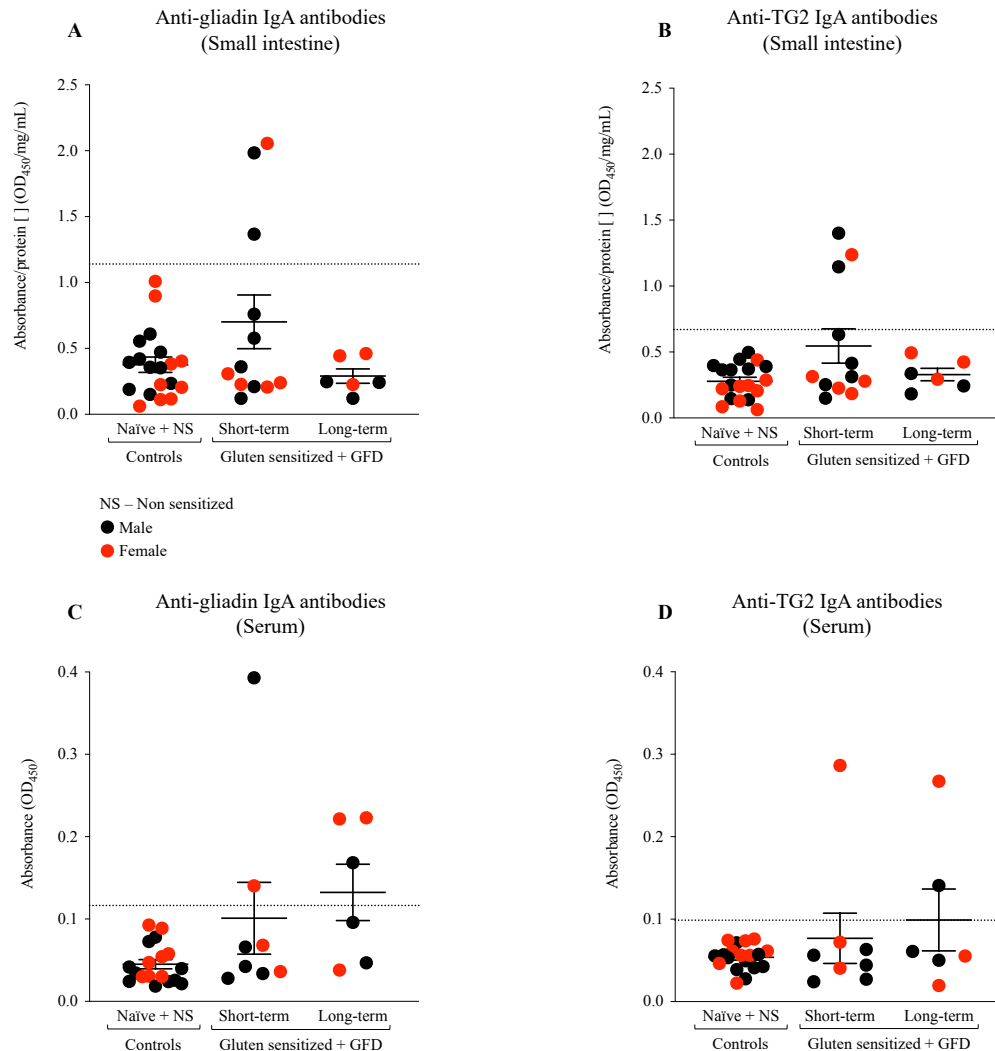 A
Anti-gliadin IgA antibodies
(Small intestine)
Absorbance/protein [ ] (OD450/mg/mL)
2.5
2.0
1.5
1.0
0.5
0.0
Naïve + NS
Short-term
Long-term
Controls
Gluten sensitized + GFD
B
Anti-TG2 IgA antibodies
(Small intestine)
Absorbance/protein [ ] (OD450/mg/mL)
2.5
2.0
1.5
1.0
0.5
0.0
Naïve + NS
Short-term
Long-term
Controls
Gluten sensitized + GFD
NS – Non sensitized
Male
Female
C
Anti-gliadin IgA antibodies
(Serum)
Absorbance (OD450)
0.4
0.3
0.2
0.1
0.0
Naïve + NS
Short-term
Long-term
Controls
Gluten sensitized + GFD
D
Anti-TG2 IgA antibodies
(Serum)
Absorbance (OD450)
0.4
0.3
0.2
0.1
0.0
Naïve + NS
Short-term
Long-term
Controls
Gluten sensitized + GFD